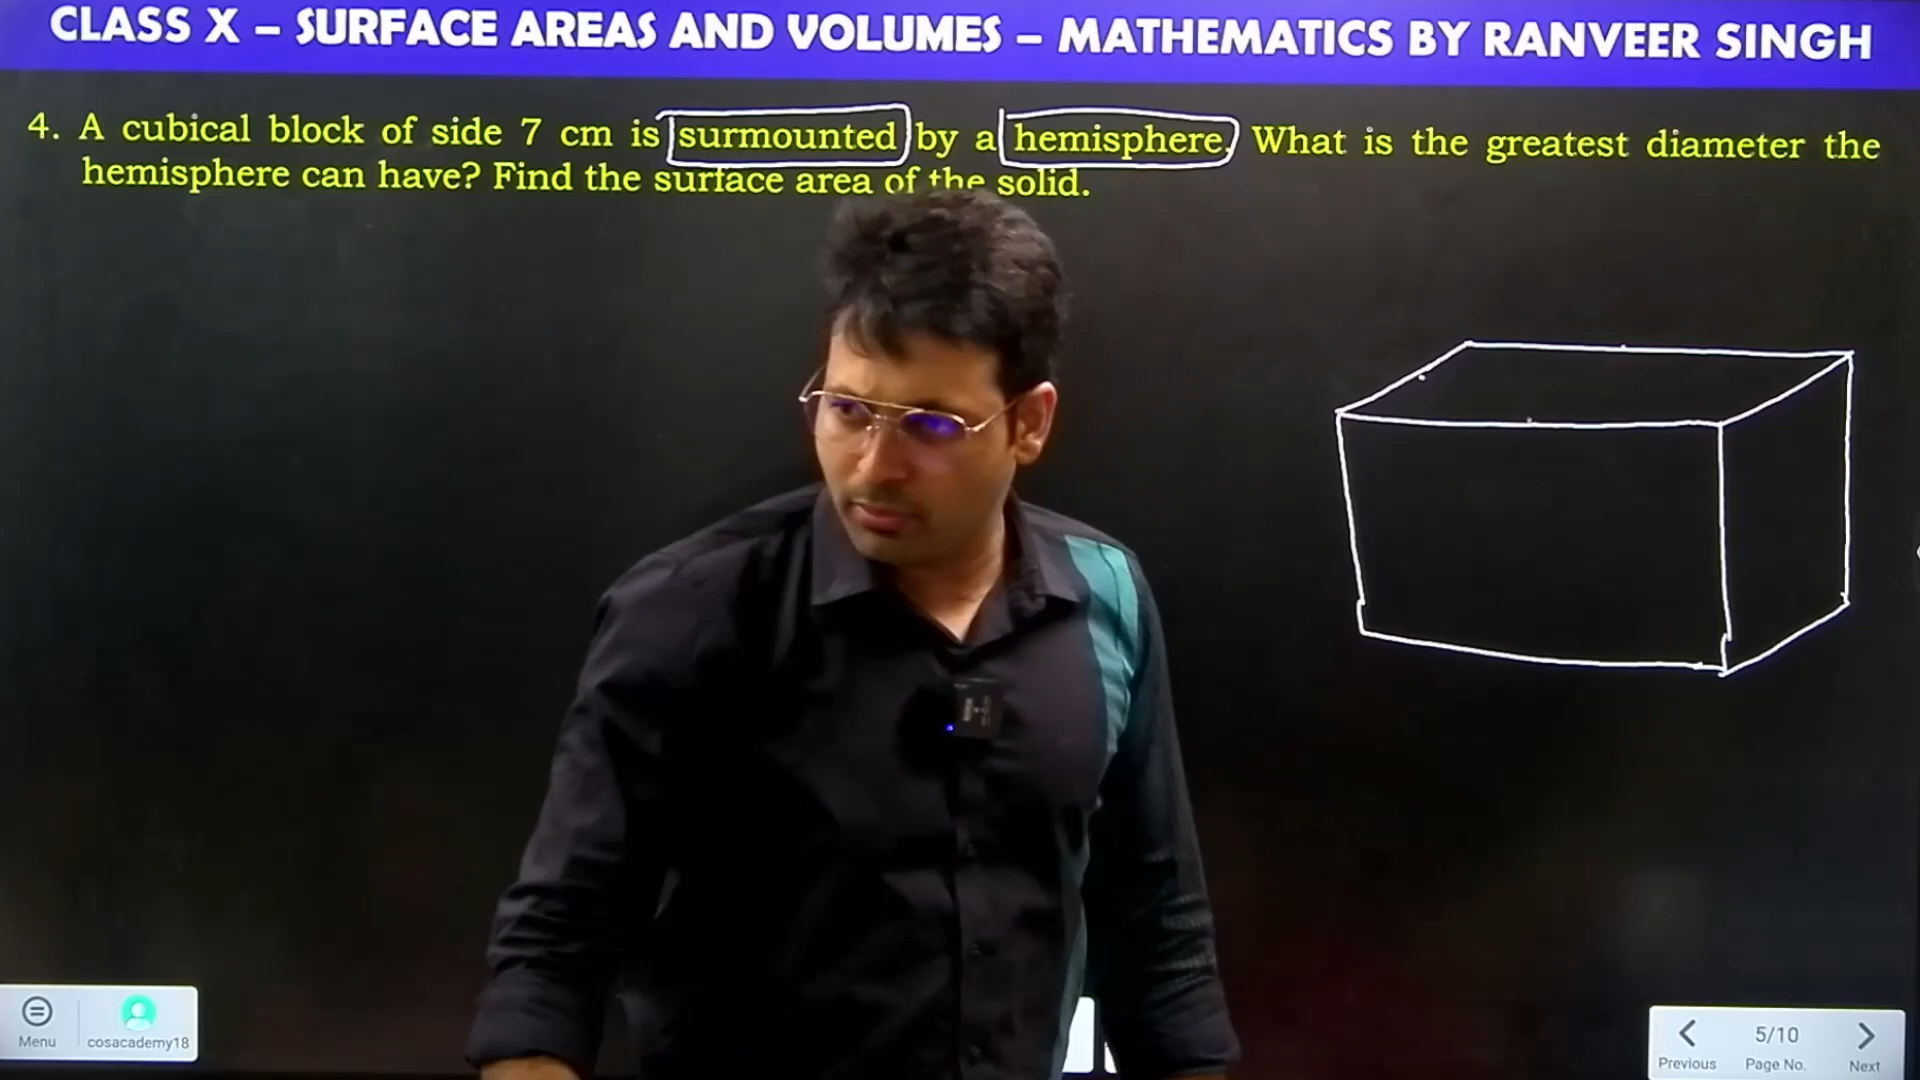 CLASS X – SURFACE AREAS AND VOLUMES – MATHEMATICS BY RANVEER SINGH
4. A cubical block of side 7 cm is surmounted by a hemisphere. What is the greatest diameter the
hemisphere can have? Find the surface area of the solid.
Menu
cosacademy18
5/10
Previous
Page No.
Next